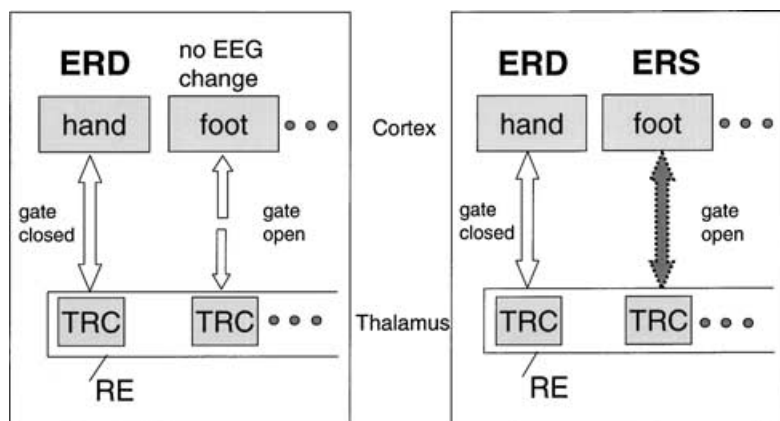 ERD
no EEG
change
hand
foot
gate
closed
gate
open
TRC
TRC
RE
Cortex
Thalamus
ERD
ERS
hand
foot
gate
closed
gate
open
TRC
TRC
RE